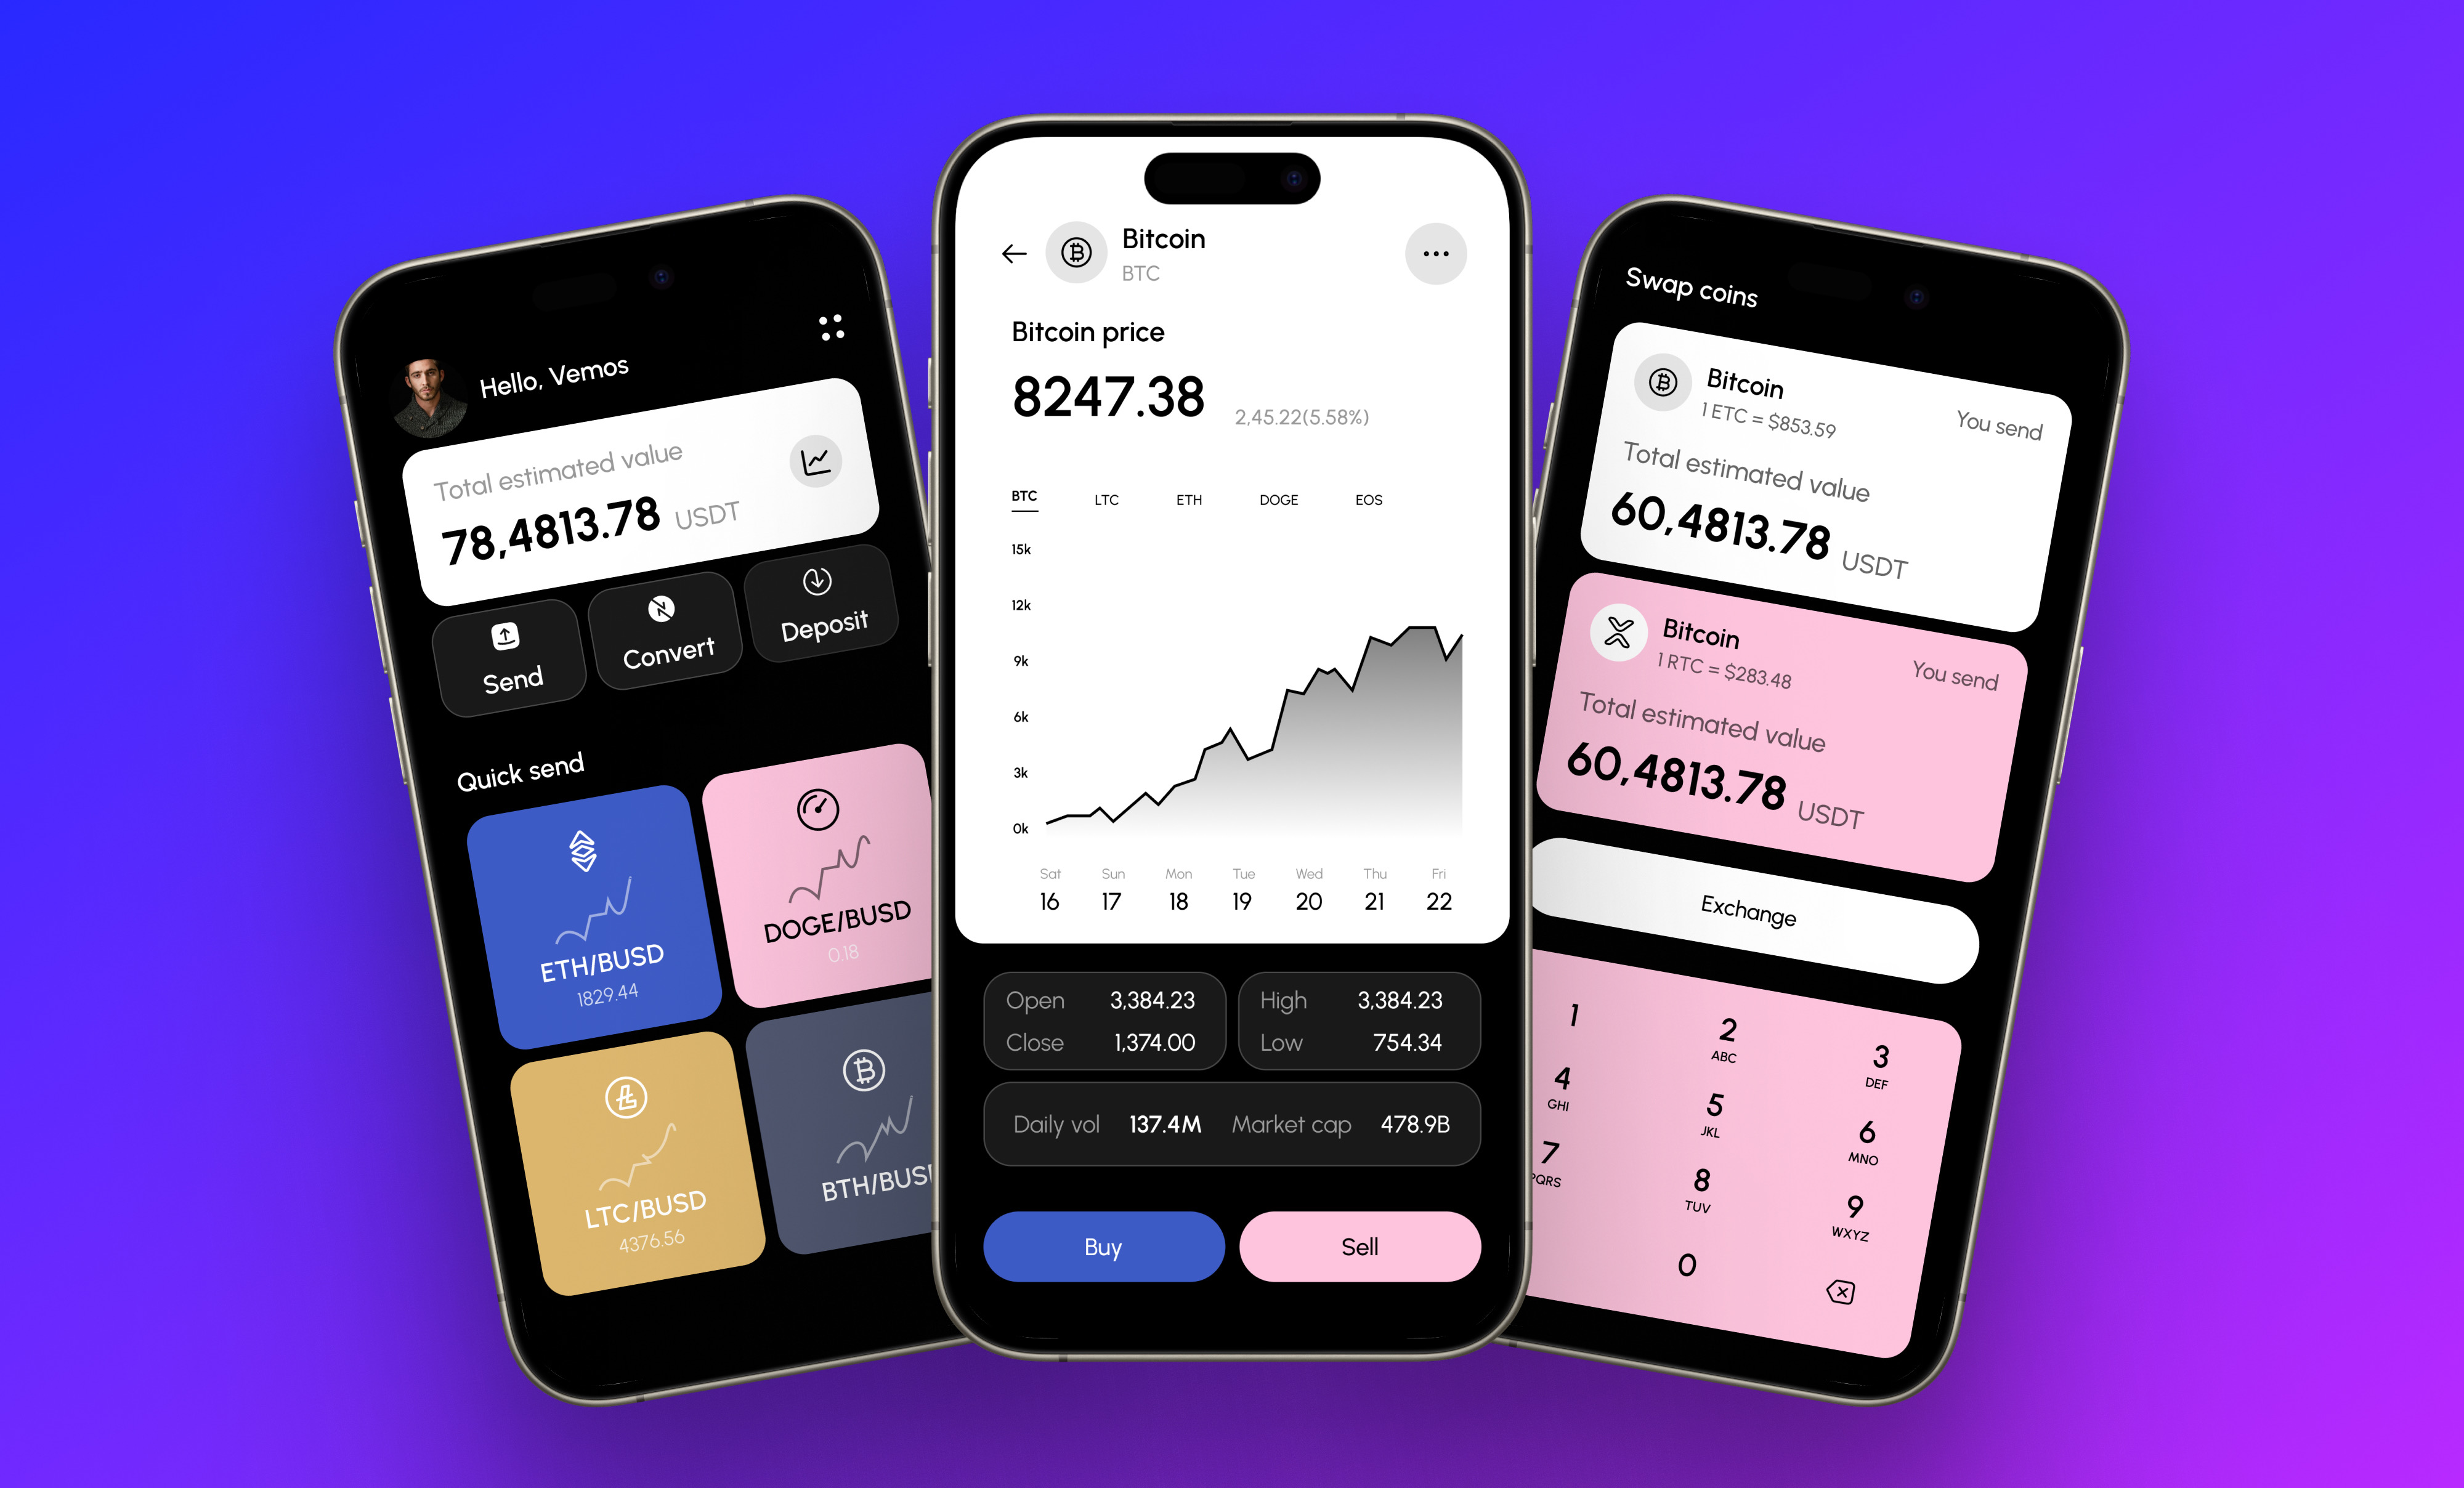 Hello, Vemos
Total estimated value
78,4813.78 USDT
Send
Convert
Deposit
Quick send
ETH/BUSD
1829.44
DOGE/BUSD
0.18
LTC/BUSD
4376.56
BTH/BUS
Bitcoin
BTC
Bitcoin price
8247.38 2,45.22(5.58%)
BTC LTC ETH DOGE EOS
15k
12k
9k
6k
3k
0k
Sat Sun Mon Tue Wed Thu Fri
16 17 18 19 20 21 22
Open 3,384.23
Close 1,374.00
High 3,384.23
Low 754.34
Daily vol 137.4M Market cap 478.9B
Buy
Sell
Swap coins
Bitcoin
1 ETC = $853.59
You send
Total estimated value
60,4813.78 USDT
Bitcoin
1 RTC = $283.48
You send
Total estimated value
60,4813.78 USDT
Exchange
1 2 3
ABC DEF
4 5 6
GHI JKL MNO
7 8 9
PQRS TUV WXYZ
0